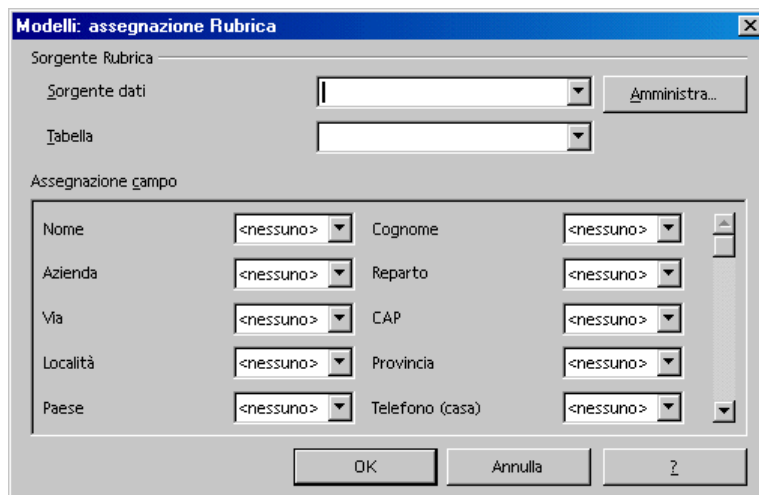 Modelli: assegnazione Rubrica
Sorgente Rubrica
Sorgente dati
Amministra...
Tabella
Assegnazione campo
Nome <nessuno> Cognome <nessuno>
Azienda <nessuno> Reparto <nessuno>
Via <nessuno> CAP <nessuno>
Località <nessuno> Provincia <nessuno>
Paese <nessuno> Telefono (casa) <nessuno>
OK Annulla ?